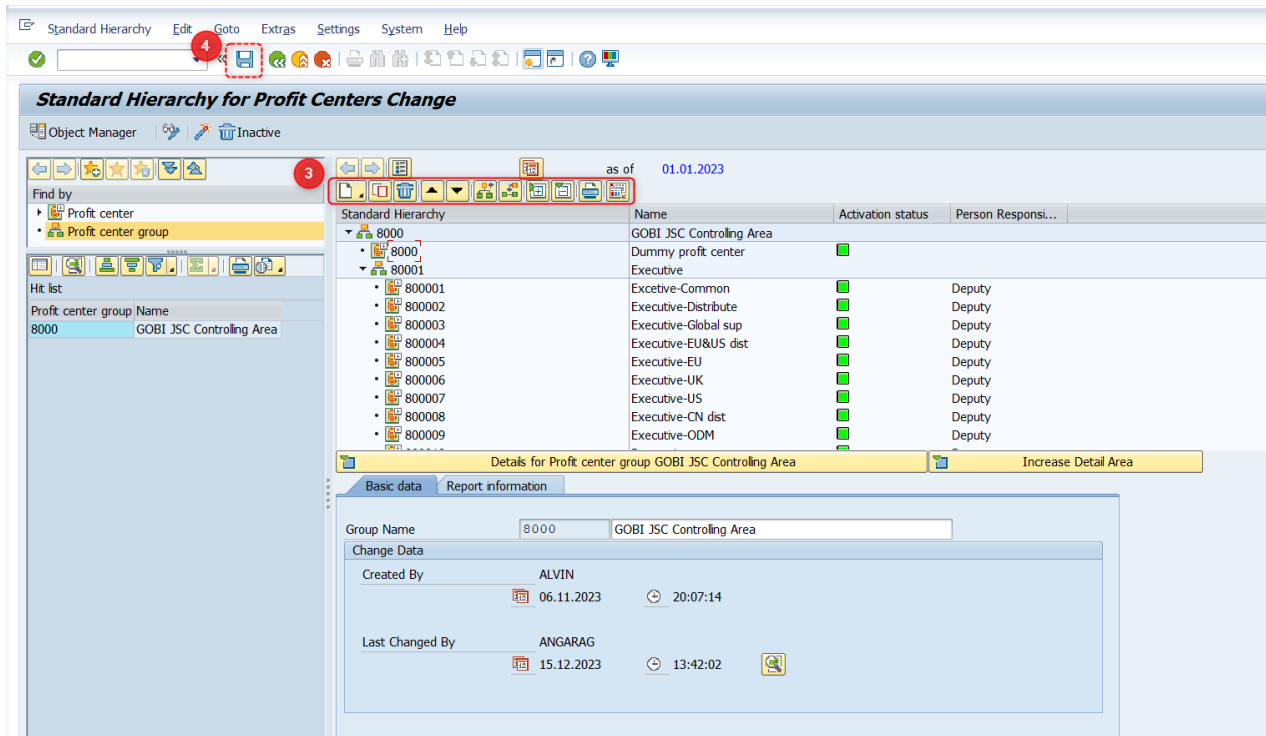 Standard Hierarchy Edit Goto Extras Settings System Help
4
Standard Hierarchy for Profit Centers Change
Object Manager Inactive
3
as of 01.01.2023
Find by
Profit center
Profit center group
Hit list
Profit center group Name
8000 GOBI JSC Controling Area
Standard Hierarchy Name Activation status Person Responsi...
8000 GOBI JSC Controling Area
8000 Dummy profit center
80001 Executive
800001 Excetive-Common Deputy
800002 Executive-Distribute Deputy
800003 Executive-Global sup Deputy
800004 Executive-EU&US dist Deputy
800005 Executive-EU Deputy
800006 Executive-UK Deputy
800007 Executive-US Deputy
800008 Executive-CN dist Deputy
800009 Executive-ODM Deputy
Details for Profit center group GOBI JSC Controling Area Increase Detail Area
Basic data Report information
Group Name 8000 GOBI JSC Controling Area
Change Data
Created By ALVIN
06.11.2023 20:07:14
Last Changed By ANGARAG
15.12.2023 13:42:02